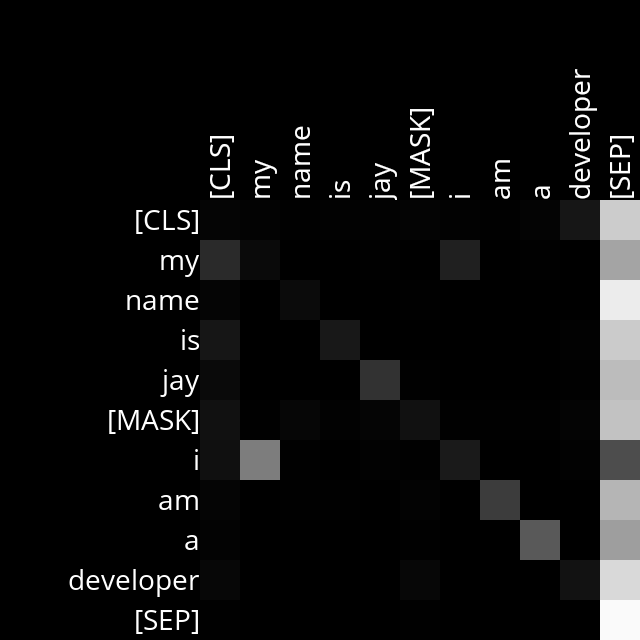 [CLS] my name is jay [MASK] i am a developer [SEP]
[CLS]
my
name
is
jay
[MASK]
i
am
a
developer
[SEP]